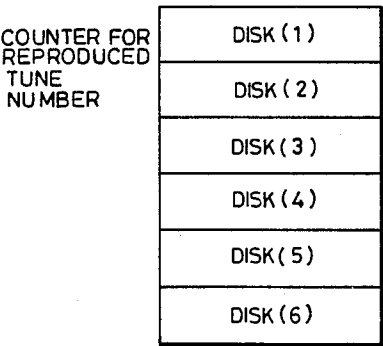 COUNTER FOR
REPRODUCED
TUNE
NUMBER
DISK(1)
DISK(2)
DISK(3)
DISK(4)
DISK(5)
DISK(6)